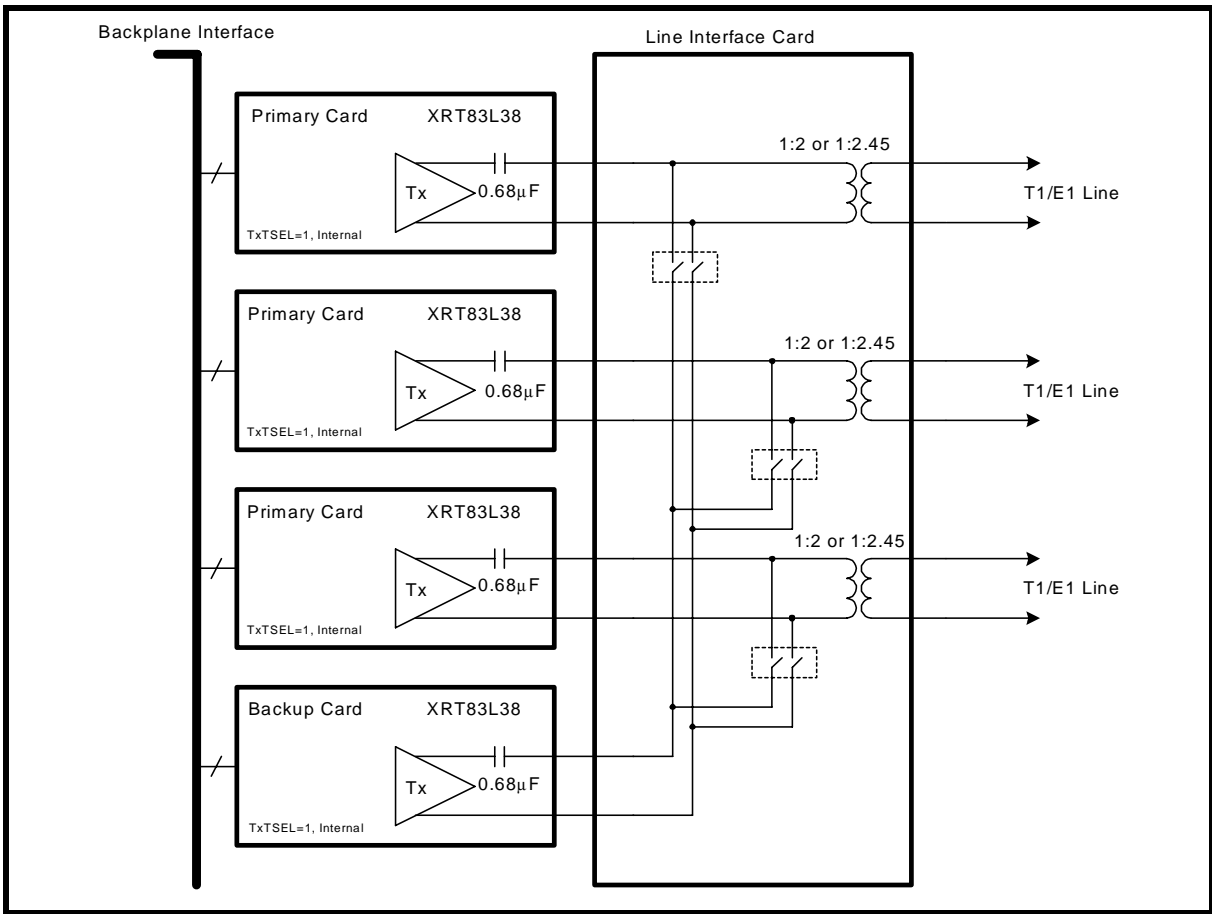 Backplane Interface
Line Interface Card
Primary Card XRT83L38
1:2 or 1:2.45
Tx
0.68μF
T1/E1 Line
TxTSEL=1, Internal
Primary Card XRT83L38
1:2 or 1:2.45
Tx
0.68μF
T1/E1 Line
TxTSEL=1, Internal
Primary Card XRT83L38
1:2 or 1:2.45
Tx
0.68μF
T1/E1 Line
TxTSEL=1, Internal
Backup Card XRT83L38
Tx
0.68μF
TxTSEL=1, Internal